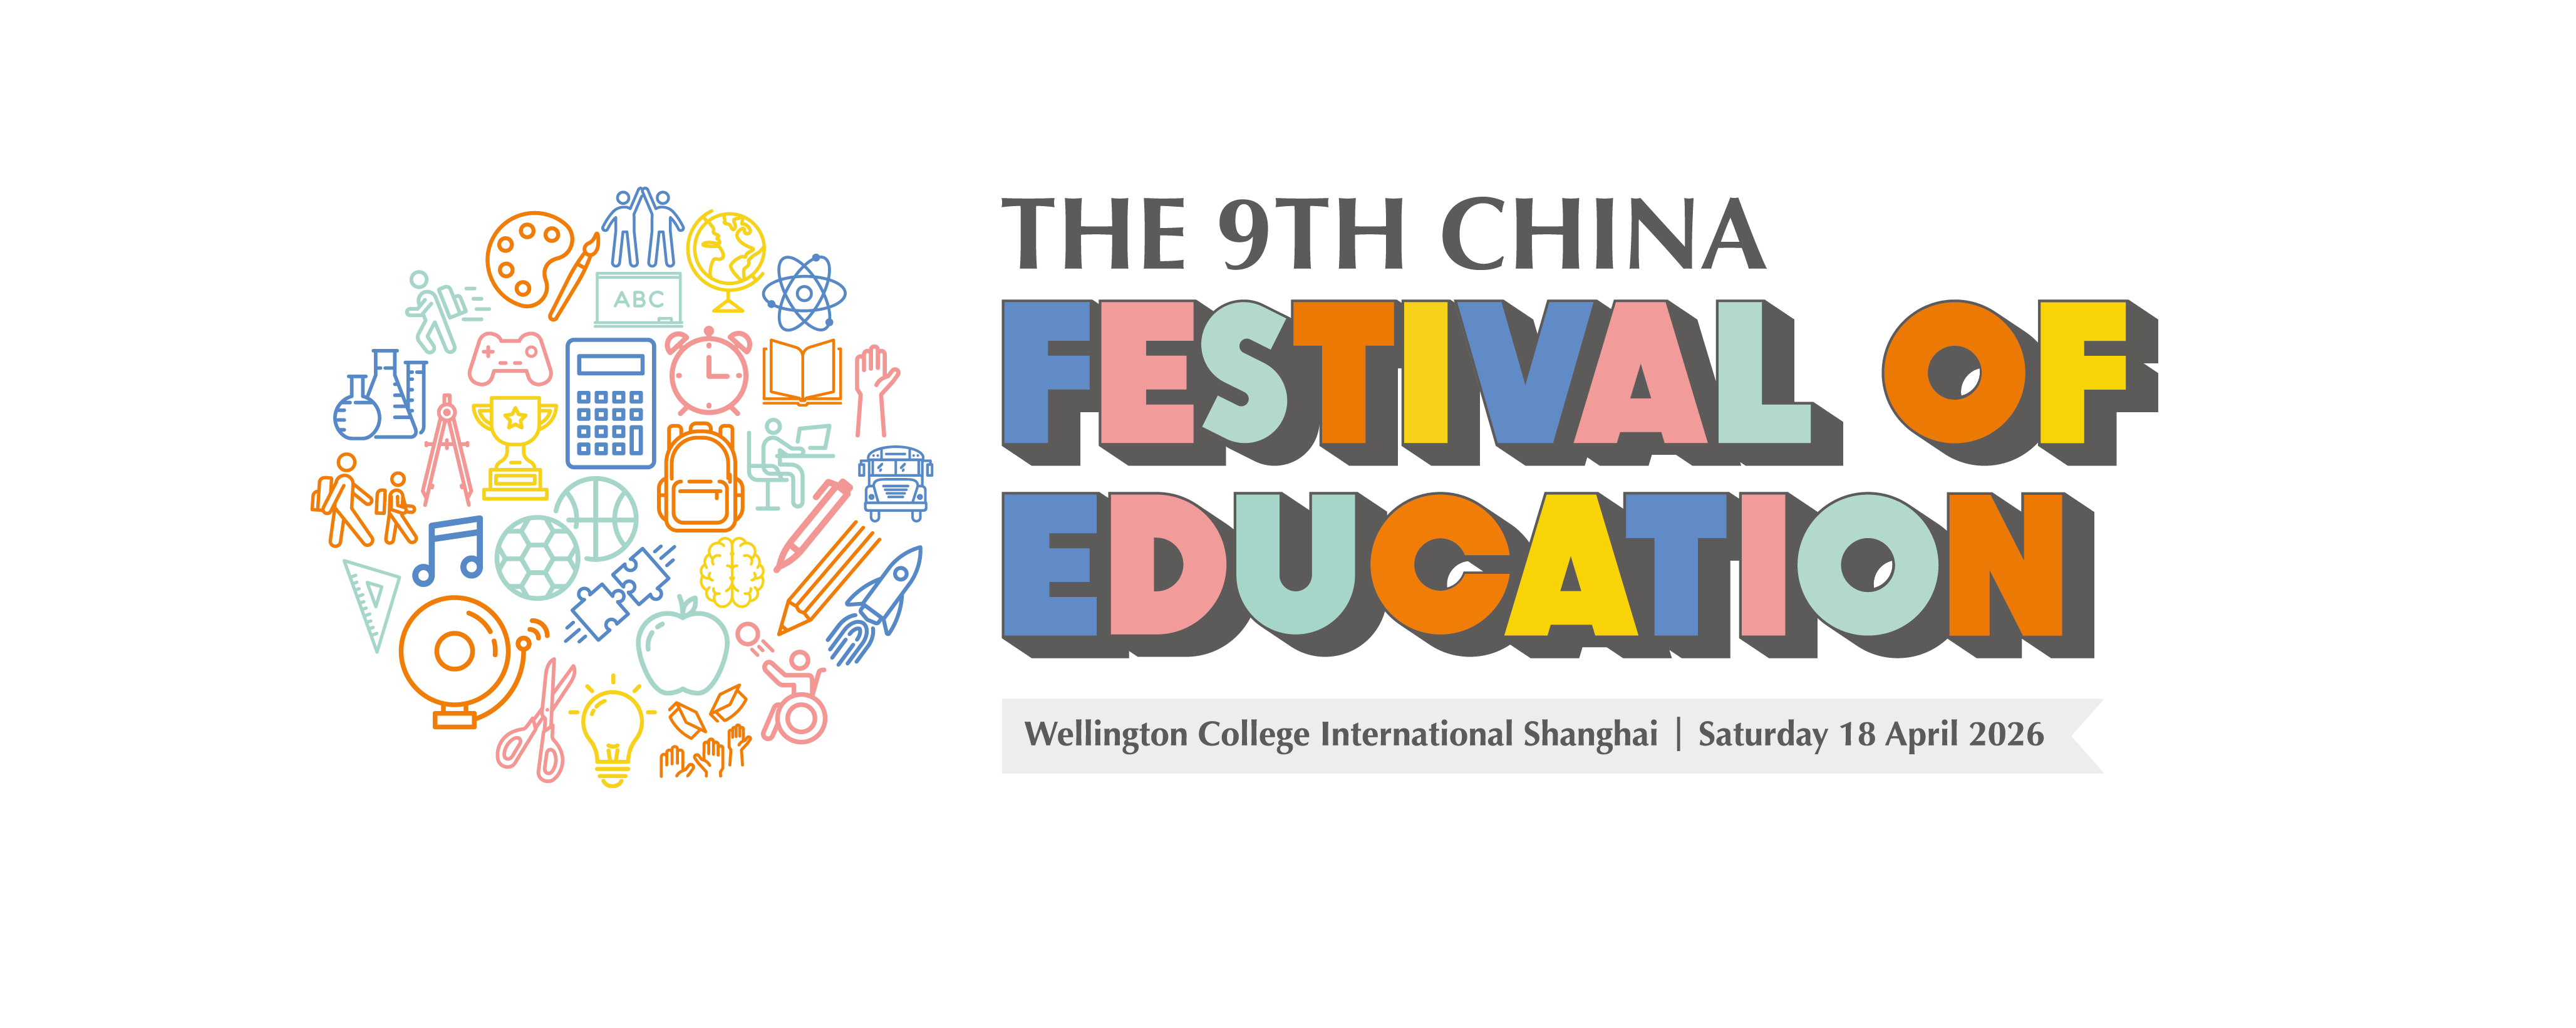 ABC
THE 9TH CHINA
FESTIVAL OF
EDUCATION
Wellington College International Shanghai | Saturday 18 April 2026